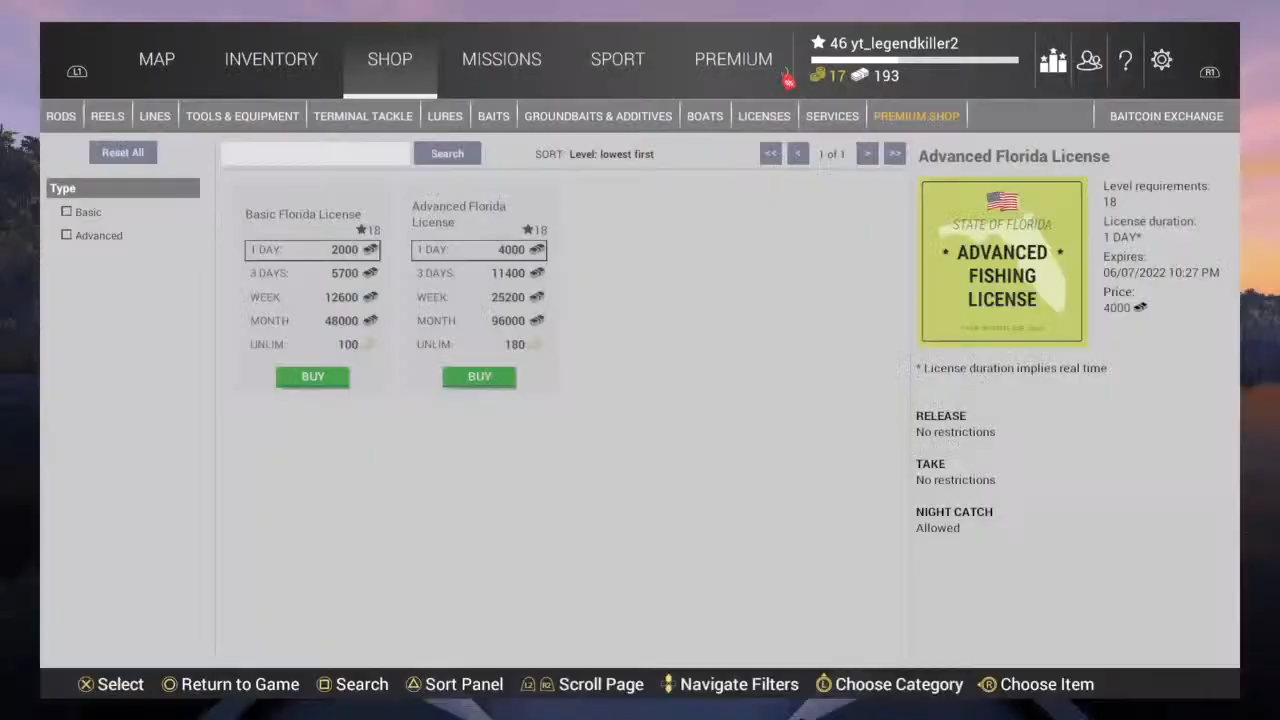 L1
MAP
INVENTORY
SHOP
MISSIONS
SPORT
PREMIUM
46 yt_legendkiller2
17 193
?
R1
RODS
REELS
LINES
TOOLS & EQUIPMENT
TERMINAL TACKLE
LURES
BAITS
GROUNDBAITS & ADDITIVES
BOATS
LICENSES
SERVICES
PREMIUM SHOP
BAITCOIN EXCHANGE
Reset All
Search
SORT: Level: lowest first
<<
<
1 of 1
>
>>
Type
Basic
Advanced
Basic Florida License
18
1 DAY: 2000
3 DAYS: 5700
WEEK: 12600
MONTH 48000
UNLIM: 100
BUY
Advanced Florida
License
18
1 DAY: 4000
3 DAYS: 11400
WEEK: 25200
MONTH 96000
UNLIM: 180
BUY
Advanced Florida License
STATE OF FLORIDA
ADVANCED
FISHING
LICENSE
Level requirements:
18
License duration:
1 DAY*
Expires:
06/07/2022 10:27 PM
Price:
4000
* License duration implies real time
RELEASE
No restrictions
TAKE
No restrictions
NIGHT CATCH
Allowed
Select
Return to Game
Search
Sort Panel
L2 R2 Scroll Page
Navigate Filters
L Choose Category
R Choose Item